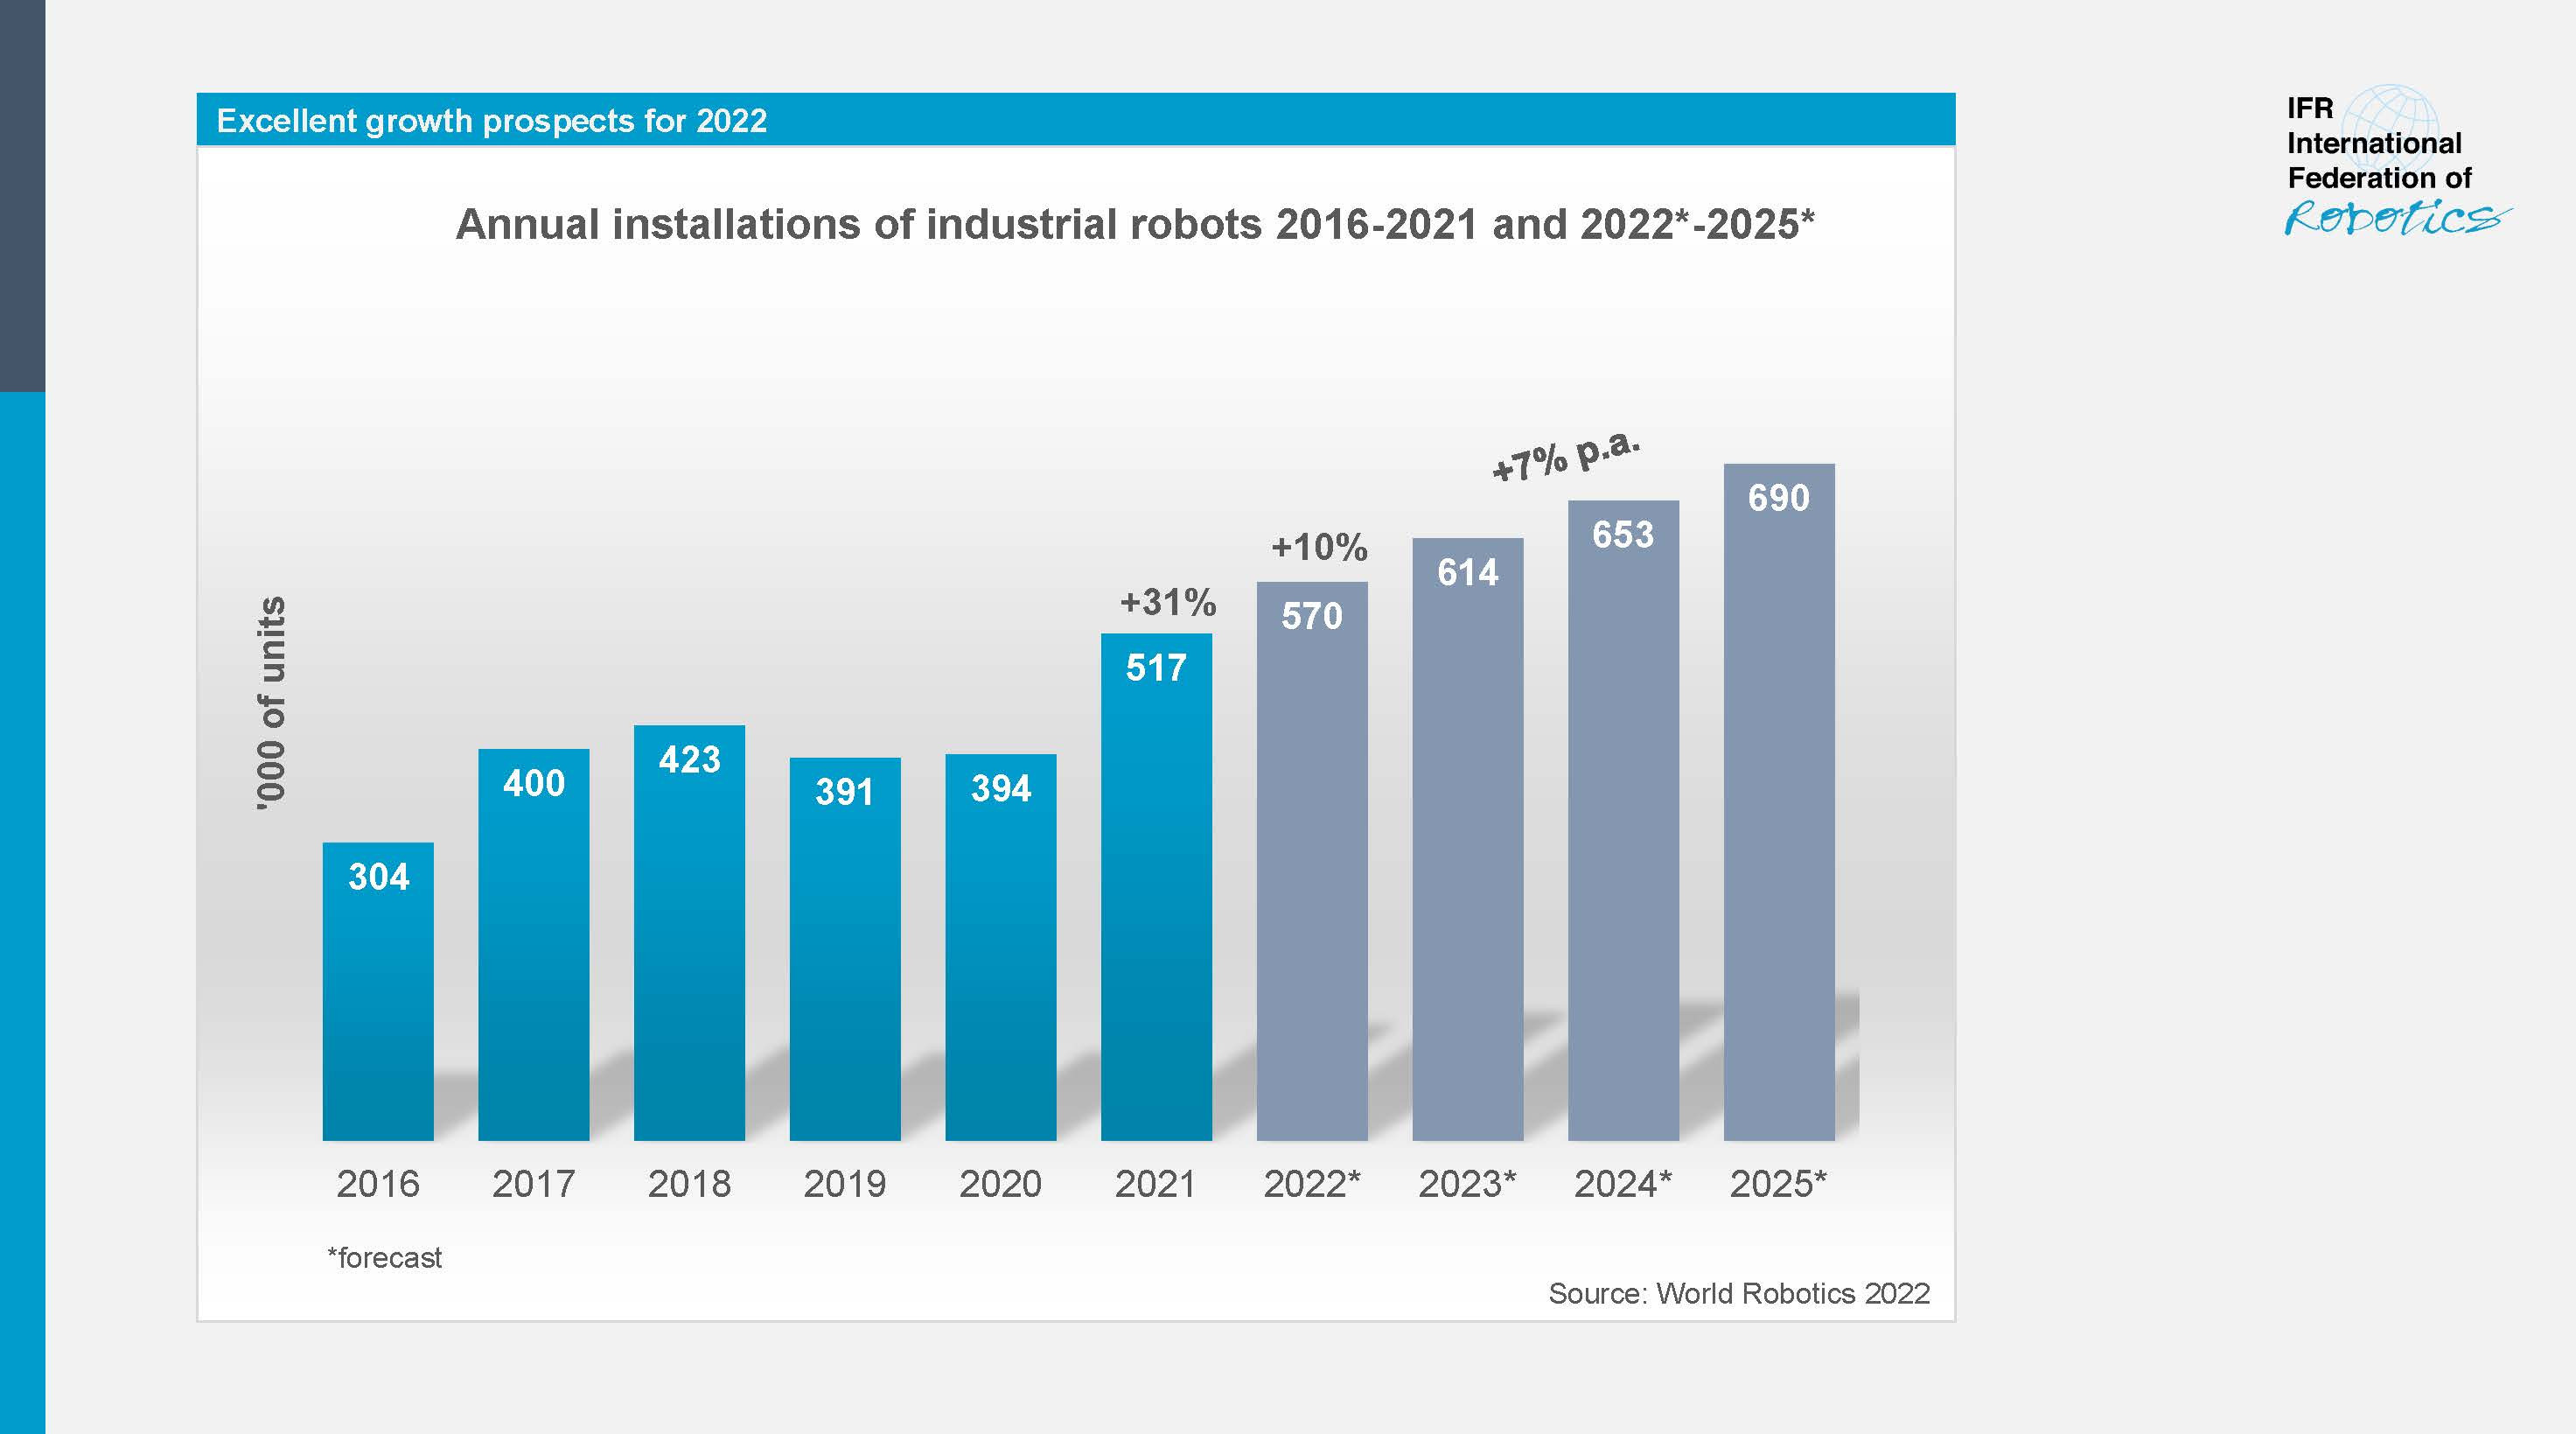 Excellent growth prospects for 2022
IFR
International
Federation of
Robotics
Annual installations of industrial robots 2016-2021 and 2022*-2025*
'000 of units
304
400
423
391
394
+31%
517
+10%
570
+7% p.a.
614
653
690
2016 2017 2018 2019 2020 2021 2022* 2023* 2024* 2025*
*forecast
Source: World Robotics 2022